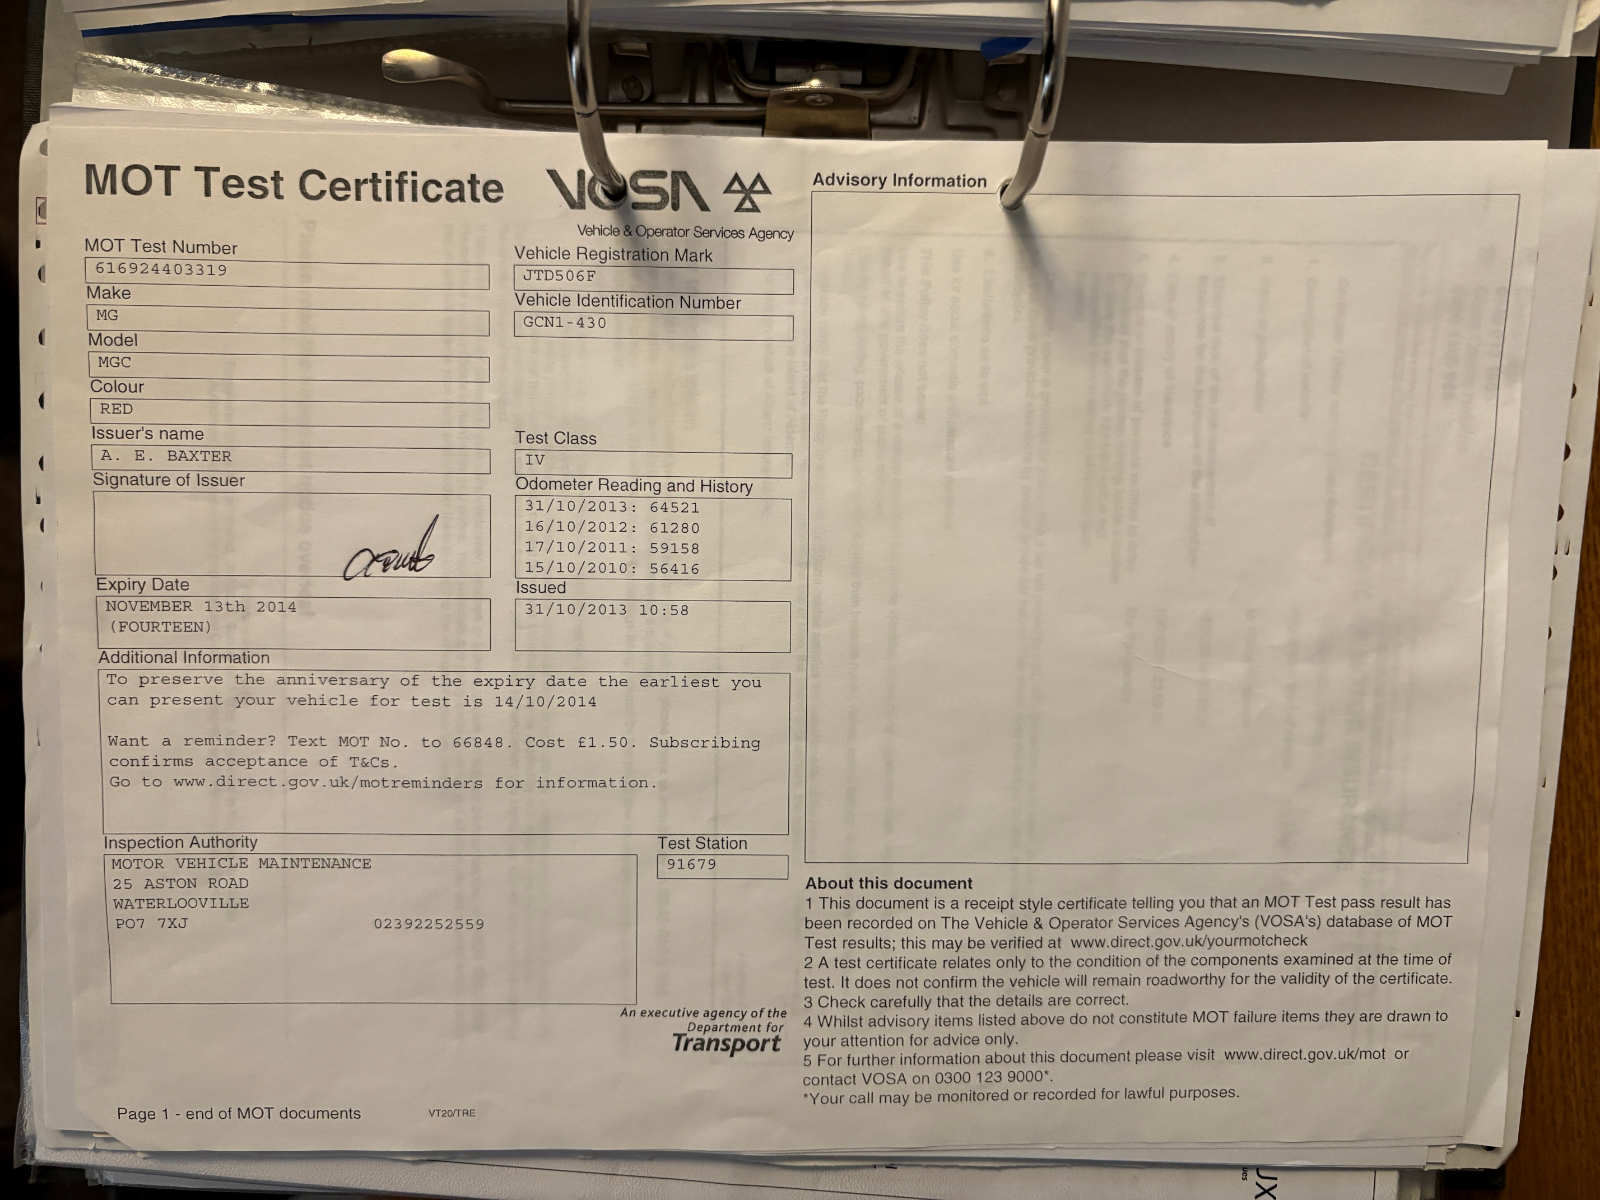 MOT Test Certificate
VOSA
Vehicle & Operator Services Agency
MOT Test Number
616924403319
Make
MG
Model
MGC
Colour
RED
Issuer's name
A. E. BAXTER
Signature of Issuer
Expiry Date
NOVEMBER 13th 2014
(FOURTEEN)
Vehicle Registration Mark
JTD506F
Vehicle Identification Number
GCN1-430
Test Class
IV
Odometer Reading and History
31/10/2013: 64521
16/10/2012: 61280
17/10/2011: 59158
15/10/2010: 56416
Issued
31/10/2013 10:58
Additional Information
To preserve the anniversary of the expiry date the earliest you
can present your vehicle for test is 14/10/2014
Want a reminder? Text MOT No. to 66848. Cost £1.50. Subscribing
confirms acceptance of T&Cs.
Go to www.direct.gov.uk/motreminders for information.
Inspection Authority
MOTOR VEHICLE MAINTENANCE
25 ASTON ROAD
WATERLOOVILLE
PO7 7XJ 02392252559
Test Station
91679
An executive agency of the
Department for
Transport
Page 1 - end of MOT documents VT20/TRE
Advisory Information
About this document
1 This document is a receipt style certificate telling you that an MOT Test pass result has
been recorded on The Vehicle & Operator Services Agency's (VOSA's) database of MOT
Test results; this may be verified at www.direct.gov.uk/yourmotcheck
2 A test certificate relates only to the condition of the components examined at the time of
test. It does not confirm the vehicle will remain roadworthy for the validity of the certificate.
3 Check carefully that the details are correct.
4 Whilst advisory items listed above do not constitute MOT failure items they are drawn to
your attention for advice only.
5 For further information about this document please visit www.direct.gov.uk/mot or
contact VOSA on 0300 123 9000*.
*Your call may be monitored or recorded for lawful purposes.